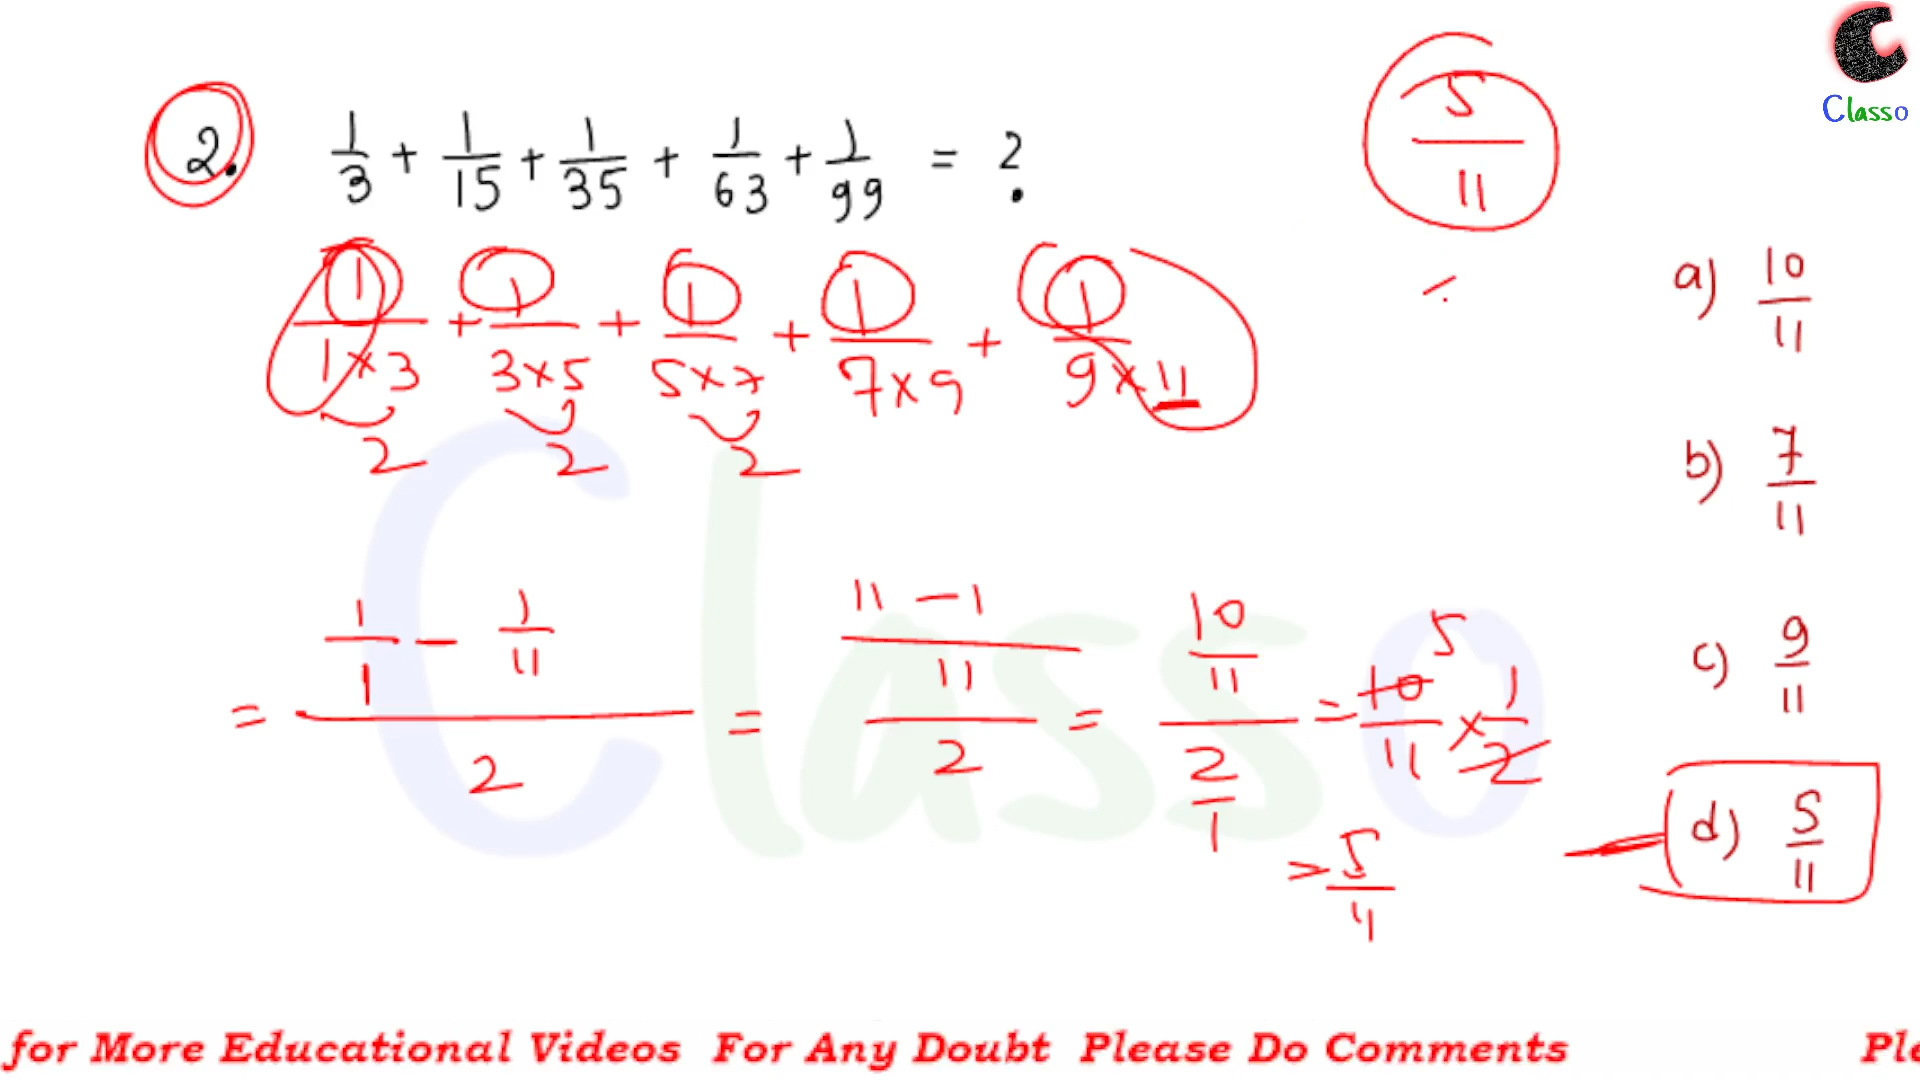 Classo
5/11
2. 1/3 + 1/15 + 1/35 + 1/63 + 1/99 = ?
1/1×3 + 1/3×5 + 1/5×7 + 1/7×9 + 1/9×11
2 2 2
a) 10/11
b) 7/11
c) 9/11
d) 5/11
= (1/1 - 1/11)/2 = ((11-1)/11)/2 = (10/11)/(2/1) = 10/11 × 1/2
5
= 5/11
Classo
for More Educational Videos For Any Doubt Please Do Comments Ple